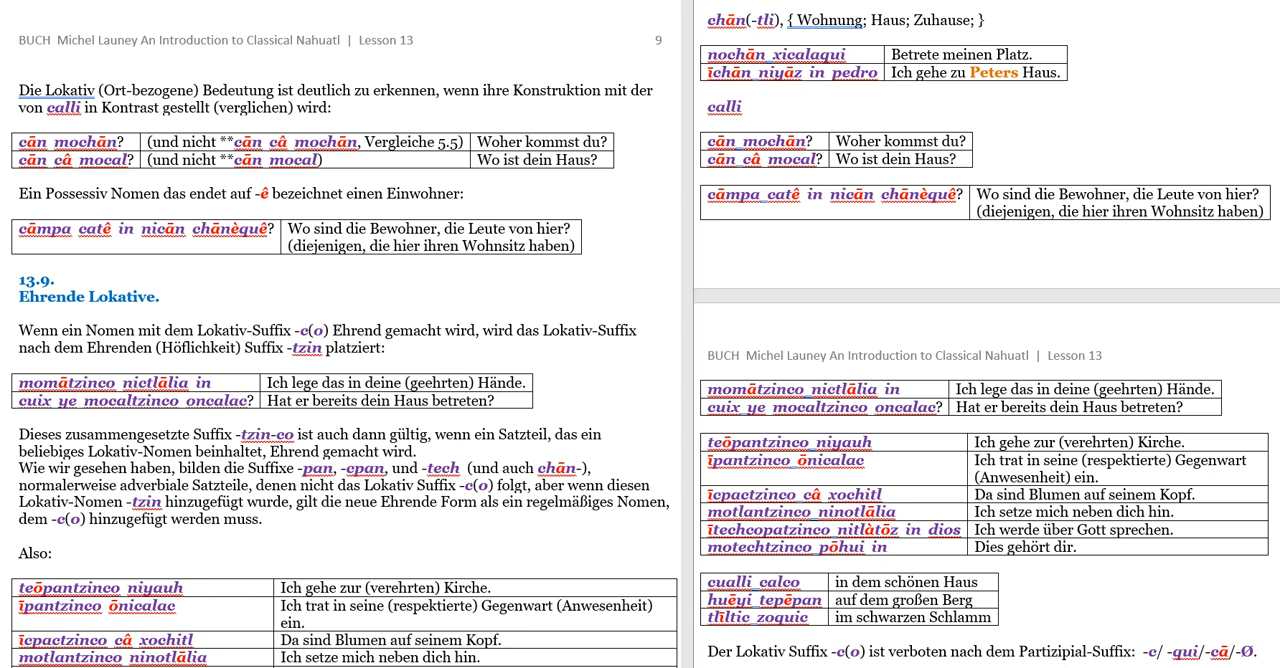 BUCH Michel Launey An Introduction to Classical Nahuatl | Lesson 13 9
Die Lokativ (Ort-bezogene) Bedeutung ist deutlich zu erkennen, wenn ihre Konstruktion mit der
von calli in Kontrast gestellt (verglichen) wird:
cān mochān? (und nicht **cān câ mochān, Vergleiche 5.5) Woher kommst du?
cān câ mocal? (und nicht **cān mocal) Wo ist dein Haus?
Ein Possessiv Nomen das endet auf -ê bezeichnet einen Einwohner:
cāmpa catê in nicān chānèquê? Wo sind die Bewohner, die Leute von hier?
(diejenigen, die hier ihren Wohnsitz haben)
13.9.
Ehrende Lokative.
Wenn ein Nomen mit dem Lokativ-Suffix -c(o) Ehrend gemacht wird, wird das Lokativ-Suffix
nach dem Ehrenden (Höflichkeit) Suffix -tzin platziert:
momātzinco nictlālia in Ich lege das in deine (geehrten) Hände.
cuix ye mocaltzinco oncalac? Hat er bereits dein Haus betreten?
Dieses zusammengesetzte Suffix -tzin-co ist auch dann gültig, wenn ein Satzteil, das ein
beliebiges Lokativ-Nomen beinhaltet, Ehrend gemacht wird.
Wie wir gesehen haben, bilden die Suffixe -pan, -cpan, und -tech (und auch chān-),
normalerweise adverbiale Satzteile, denen nicht das Lokativ Suffix -c(o) folgt, aber wenn diesen
Lokativ-Nomen -tzin hinzugefügt wurde, gilt die neue Ehrende Form als ein regelmäßiges Nomen,
dem -c(o) hinzugefügt werden muss.
Also:
teōpantzinco niyauh Ich gehe zur (verehrten) Kirche.
īpantzinco ōnicalac Ich trat in seine (respektierte) Gegenwart (Anwesenheit)
ein.
īcpactzinco câ xochitl Da sind Blumen auf seinem Kopf.
motlantzinco ninotlālia Ich setze mich neben dich hin.
chān(-tli), { Wohnung; Haus; Zuhause; }
nochān xicalaqui Betrete meinen Platz.
īchān niyāz in pedro Ich gehe zu Peters Haus.
calli
cān mochān? Woher kommst du?
cān câ mocal? Wo ist dein Haus?
cāmpa catê in nicān chānèquê? Wo sind die Bewohner, die Leute von hier?
(diejenigen, die hier ihren Wohnsitz haben)
BUCH Michel Launey An Introduction to Classical Nahuatl | Lesson 13
momātzinco nictlālia in Ich lege das in deine (geehrten) Hände.
cuix ye mocaltzinco oncalac? Hat er bereits dein Haus betreten?
teōpantzinco niyauh Ich gehe zur (verehrten) Kirche.
īpantzinco ōnicalac Ich trat in seine (respektierte) Gegenwart
(Anwesenheit) ein.
īcpactzinco câ xochitl Da sind Blumen auf seinem Kopf.
motlantzinco ninotlālia Ich setze mich neben dich hin.
ītechcopatzinco nitlàtōz in dios Ich werde über Gott sprechen.
motechtzinco pōhui in Dies gehört dir.
cualli calco in dem schönen Haus
huēyi tepēpan auf dem großen Berg
tlīltic zoquic im schwarzen Schlamm
Der Lokativ Suffix -c(o) ist verboten nach dem Partizipial-Suffix: -c/ -qui/-cā/-Ø.